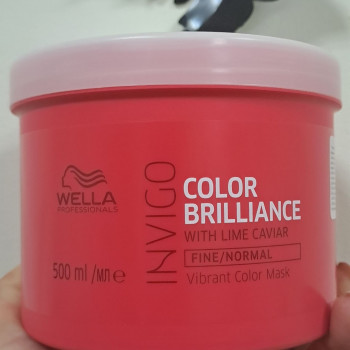 WELLA
PROFESSIONALS
INVIGO
COLOR
BRILLIANCE
WITH LIME CAVIAR
FINE/NORMAL
Vibrant Color Mask
500 ml /мл ℮